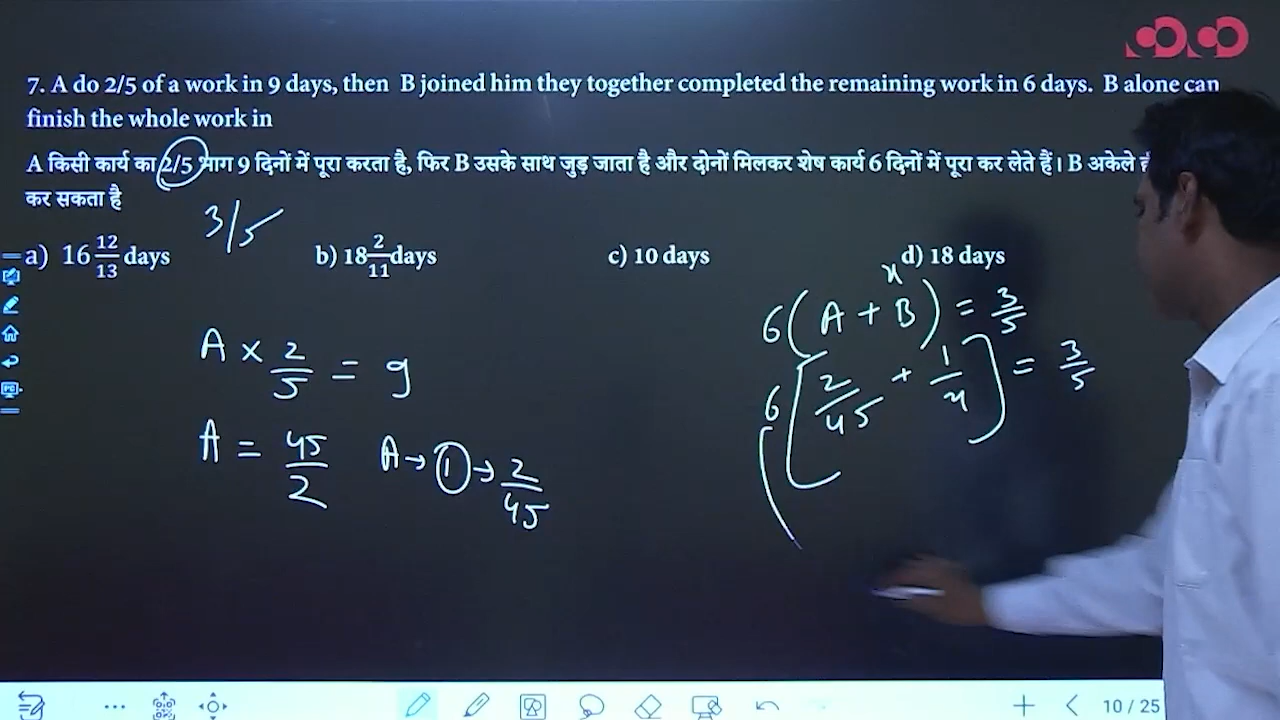 7. A do 2/5 of a work in 9 days, then B joined him they together completed the remaining work in 6 days. B alone can
finish the whole work in
A किसी कार्य का 2/5 भाग 9 दिनों में पूरा करता है, फिर B उसके साथ जुड़ जाता है और दोनों मिलकर शेष कार्य 6 दिनों में पूरा कर लेते हैं। B अकेले
कर सकता है
3/5
a) 16 12/13 days b) 18 2/11 days c) 10 days d) 18 days
x
6(A + B) = 3/5
A × 2/5 = 9
6[2/45 + 1/x] = 3/5
A = 45/2 A → 1 → 2/45
10 / 25